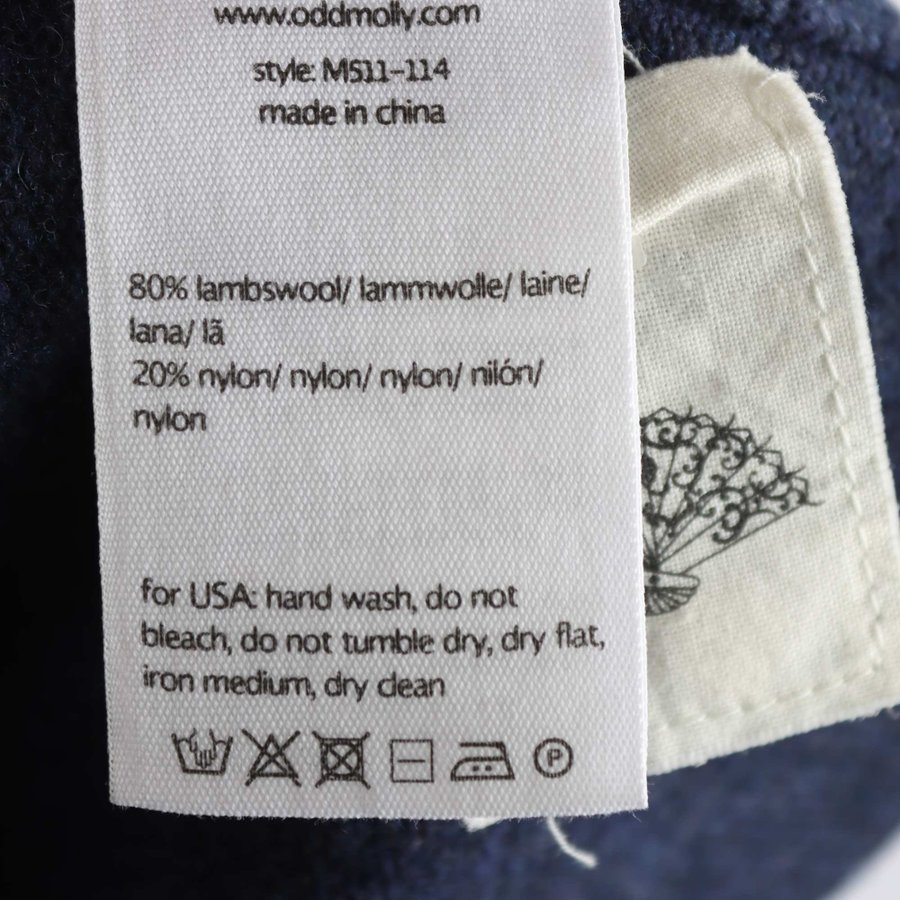 www.oddmolly.com
style: MS11-114
made in china
80% lambswool/ lammwolle/ laine/
lana/ lã
20% nylon/ nylon/ nylon/ nilón/
nylon
for USA: hand wash, do not
bleach, do not tumble dry, dry flat,
iron medium, dry clean
P